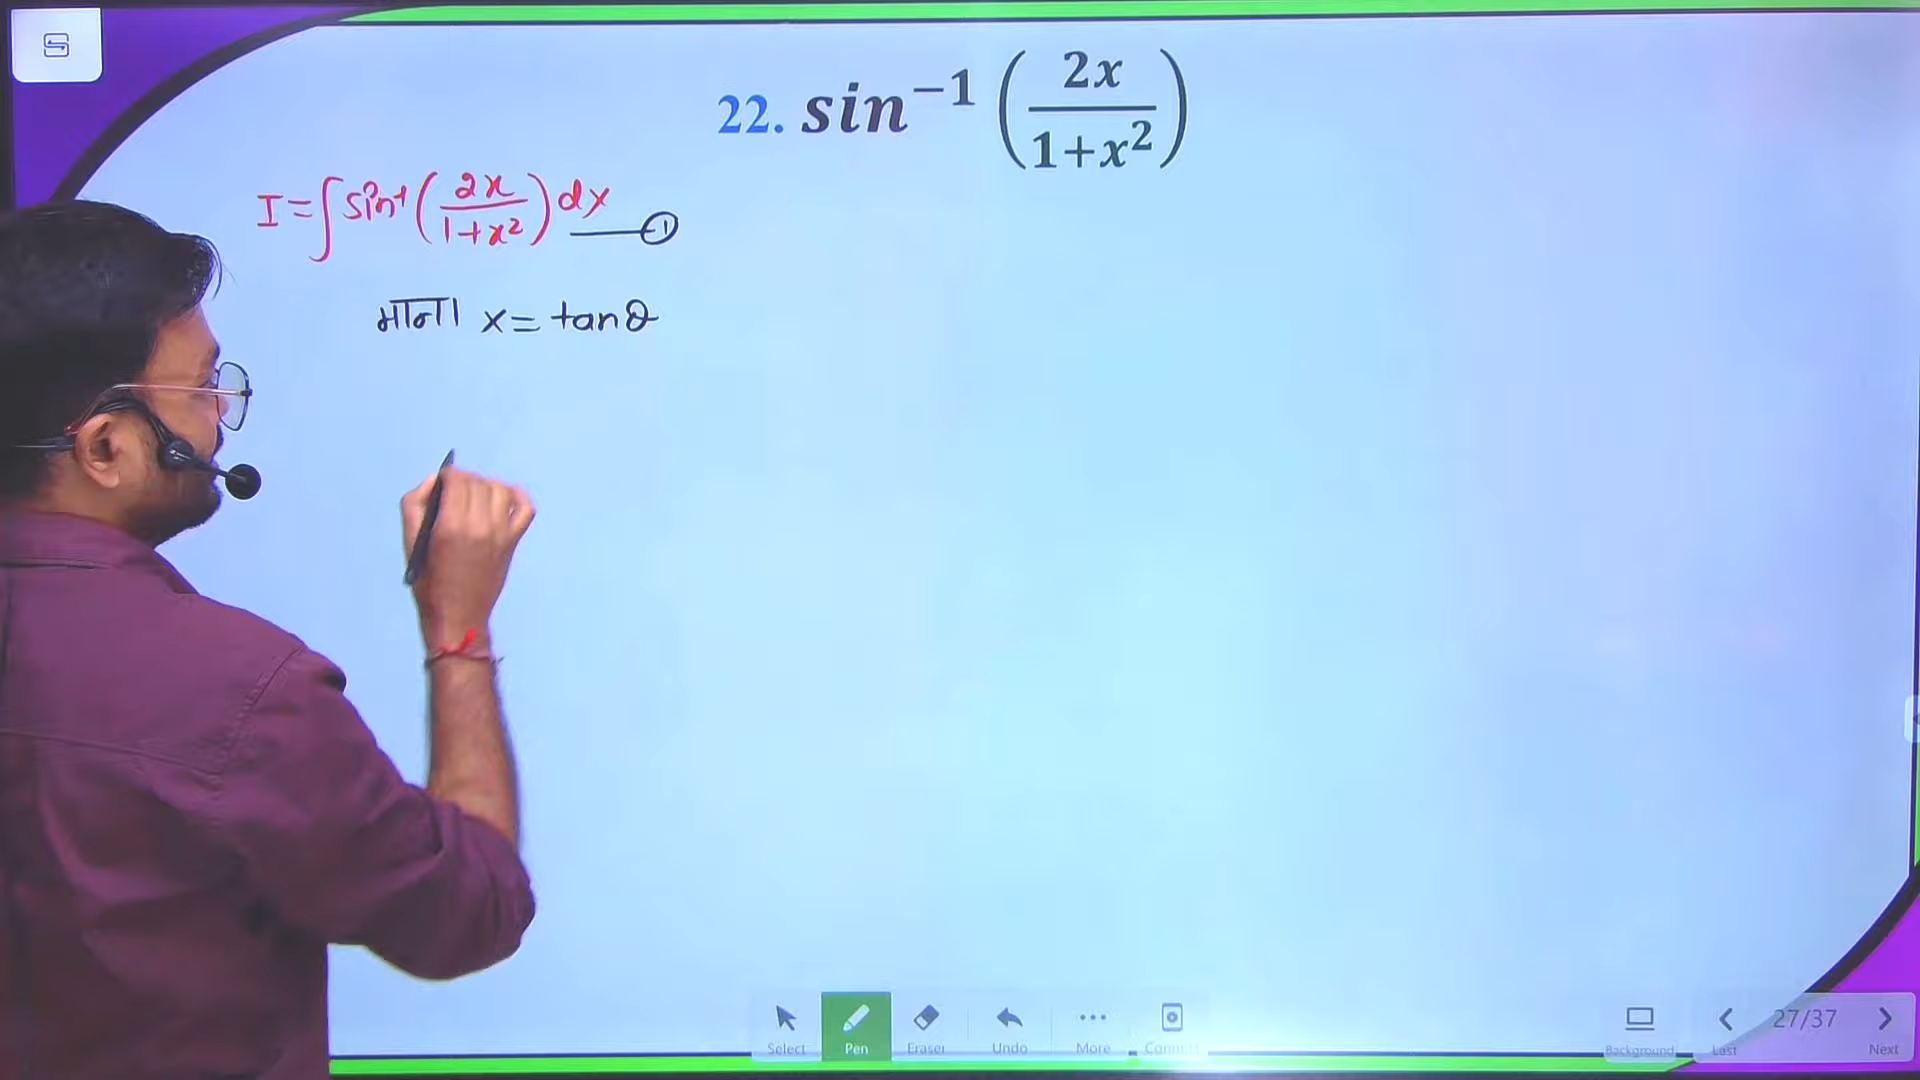 22. sin⁻¹ (2x/(1+x²))
I = ∫ sin⁻¹ (2x/(1+x²)) dx —— ①
माना x = tanθ
Select Pen Eraser Undo More Connect
Background Last 27/37 Next